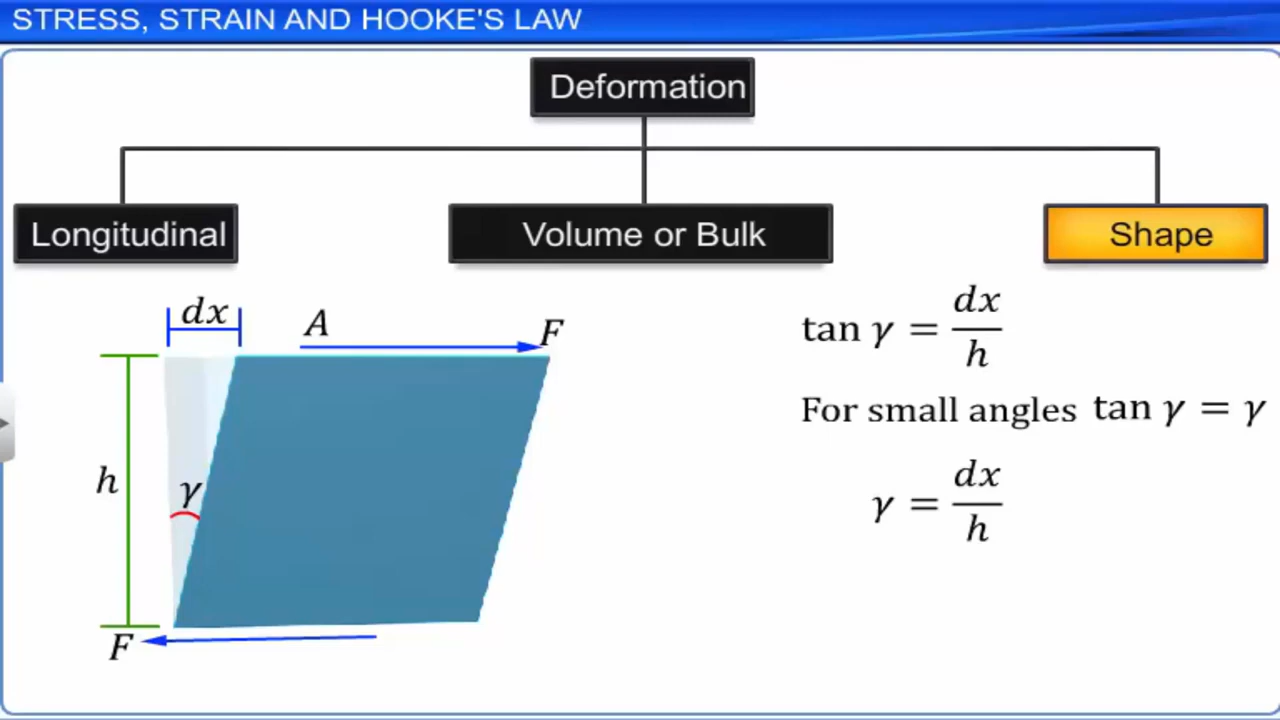 STRESS, STRAIN AND HOOKE'S LAW
Deformation
Longitudinal
Volume or Bulk
Shape
dx
A
F
h
γ
F
tan γ = dx/h
For small angles tan γ = γ
γ = dx/h